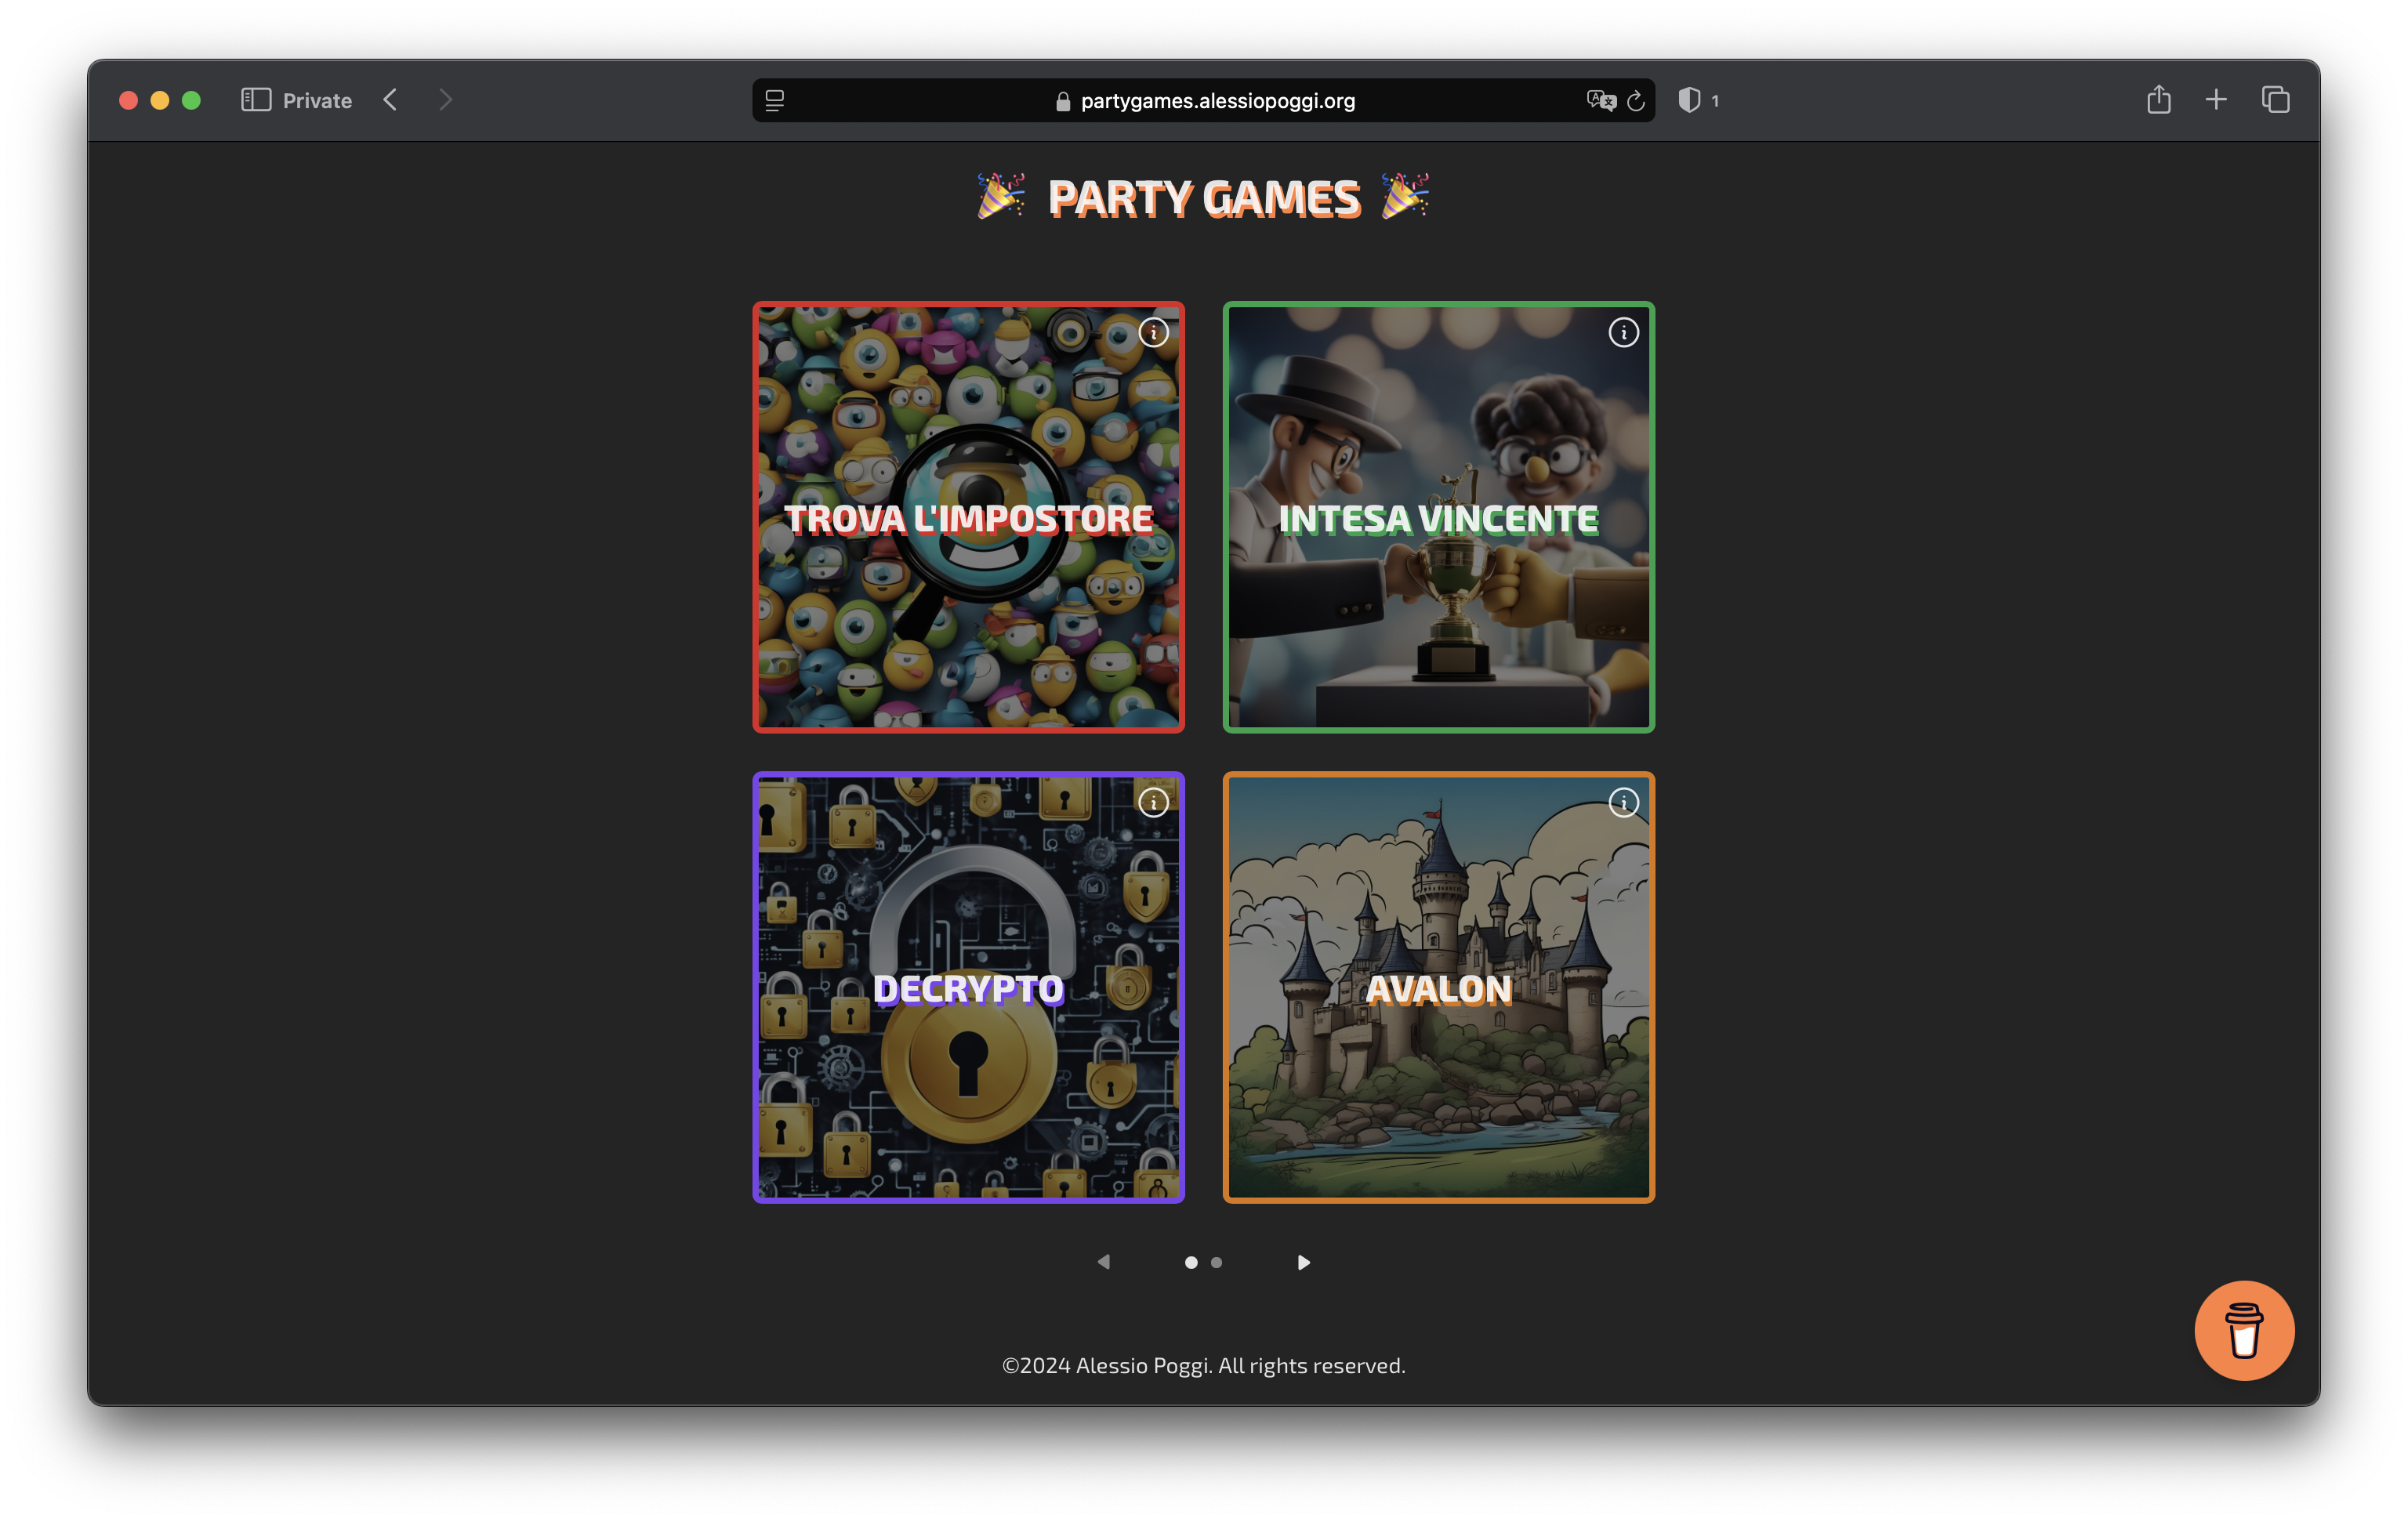 Private
partygames.alessiopoggi.org
1
PARTY GAMES
TROVA L'IMPOSTORE
INTESA VINCENTE
DECRYPTO
AVALON
©2024 Alessio Poggi. All rights reserved.